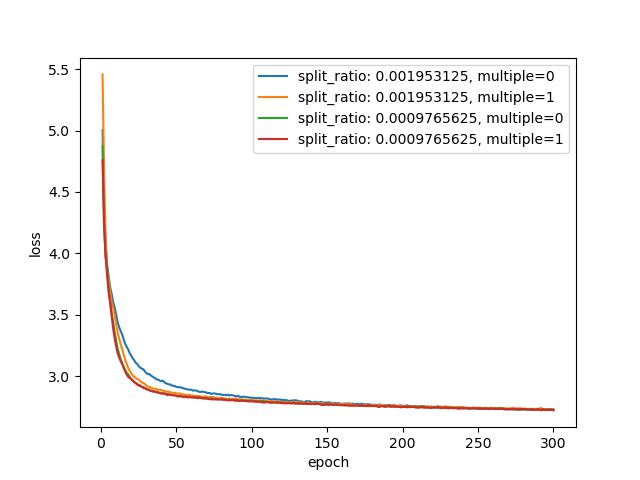 split_ratio: 0.001953125, multiple=0
split_ratio: 0.001953125, multiple=1
split_ratio: 0.0009765625, multiple=0
split_ratio: 0.0009765625, multiple=1
5.5
5.0
4.5
4.0
3.5
3.0
loss
0 50 100 150 200 250 300
epoch